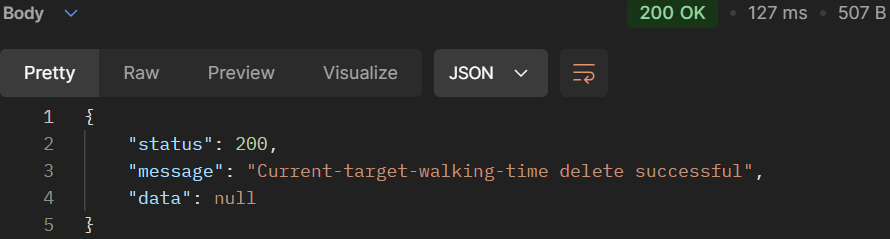 Body 200 OK • 127 ms • 507 B
Pretty Raw Preview Visualize JSON
1 {
2 "status": 200,
3 "message": "Current-target-walking-time delete successful",
4 "data": null
5 }